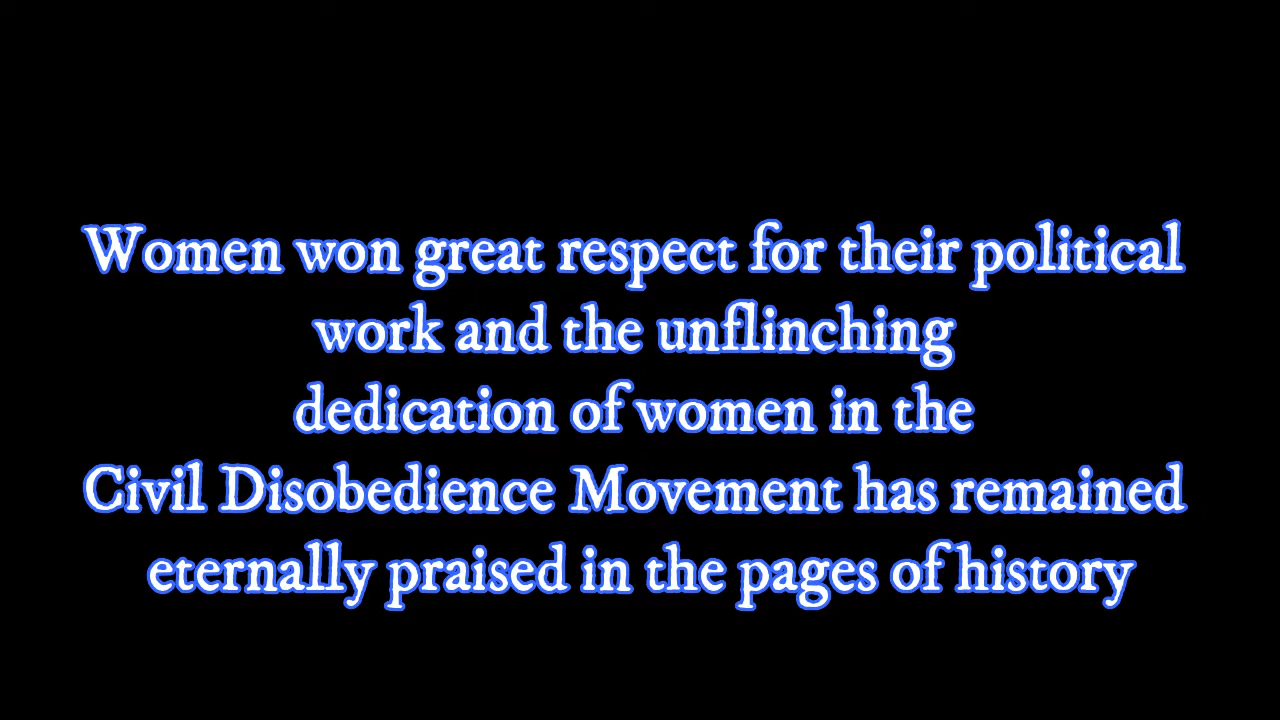 Women won great respect for their political
work and the unflinching
dedication of women in the
Civil Disobedience Movement has remained
eternally praised in the pages of history